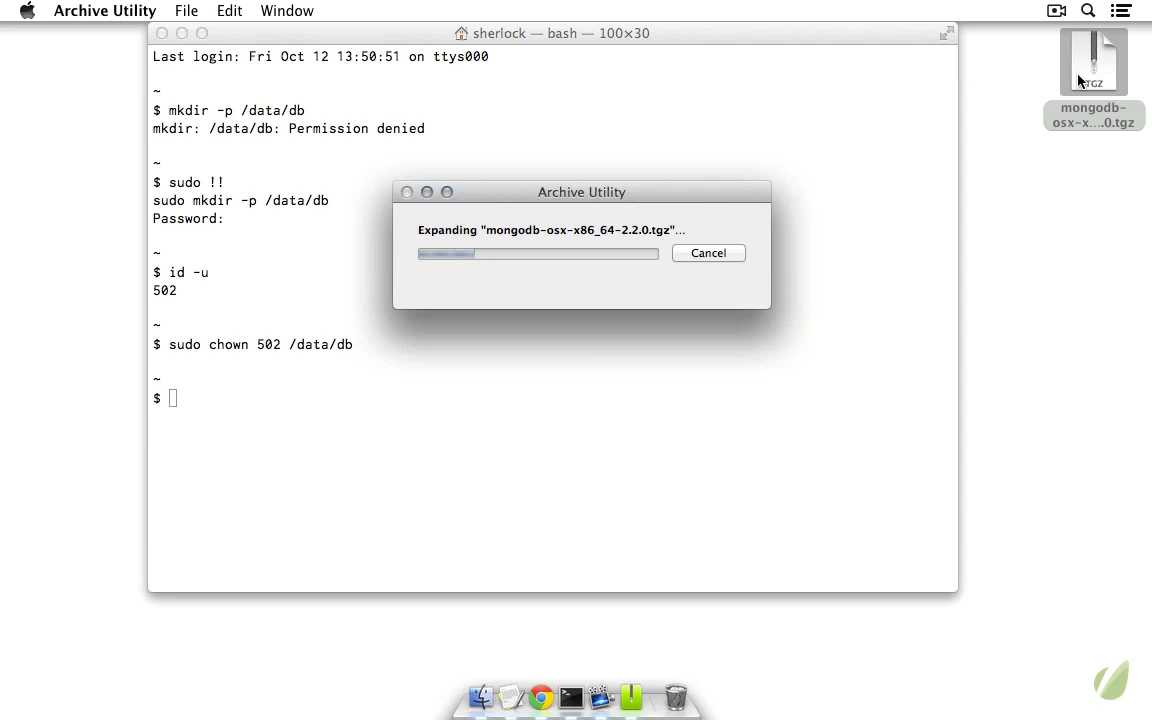 Archive Utility File Edit Window
sherlock — bash — 100×30
Last login: Fri Oct 12 13:50:51 on ttys000
~
$ mkdir -p /data/db
mkdir: /data/db: Permission denied
~
$ sudo !!
sudo mkdir -p /data/db
Password:
~
$ id -u
502
~
$ sudo chown 502 /data/db
~
$
Archive Utility
Expanding "mongodb-osx-x86_64-2.2.0.tgz"...
Cancel
TGZ
mongodb-
osx-x....0.tgz